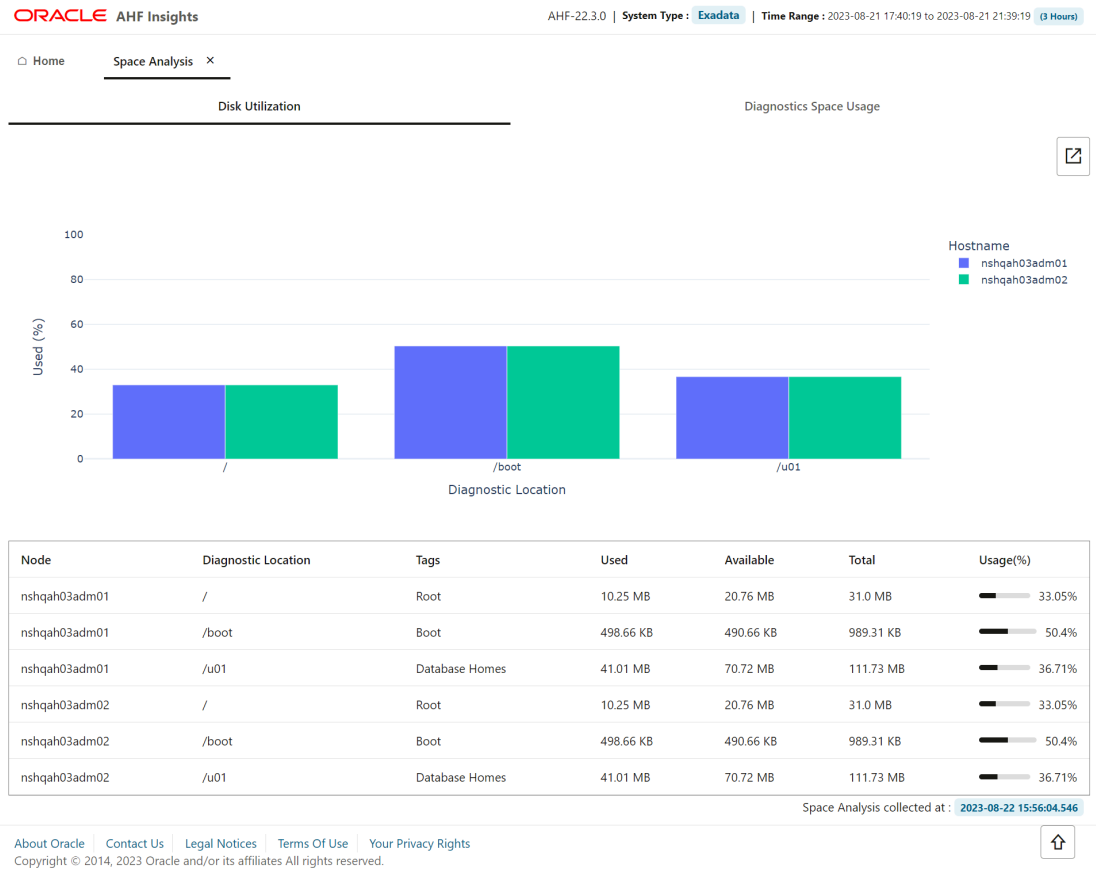 ORACLE AHF Insights
AHF-22.3.0 | System Type : Exadata | Time Range : 2023-08-21 17:40:19 to 2023-08-21 21:39:19 (3 Hours)
Home Space Analysis ×
Disk Utilization Diagnostics Space Usage
Hostname
nshqah03adm01
nshqah03adm02
Used (%)
100
80
60
40
20
0
/ /boot /u01
Diagnostic Location
Node Diagnostic Location Tags Used Available Total Usage(%)
nshqah03adm01 / Root 10.25 MB 20.76 MB 31.0 MB 33.05%
nshqah03adm01 /boot Boot 498.66 KB 490.66 KB 989.31 KB 50.4%
nshqah03adm01 /u01 Database Homes 41.01 MB 70.72 MB 111.73 MB 36.71%
nshqah03adm02 / Root 10.25 MB 20.76 MB 31.0 MB 33.05%
nshqah03adm02 /boot Boot 498.66 KB 490.66 KB 989.31 KB 50.4%
nshqah03adm02 /u01 Database Homes 41.01 MB 70.72 MB 111.73 MB 36.71%
Space Analysis collected at : 2023-08-22 15:56:04.546
About Oracle Contact Us Legal Notices Terms Of Use Your Privacy Rights
Copyright © 2014, 2023 Oracle and/or its affiliates All rights reserved.